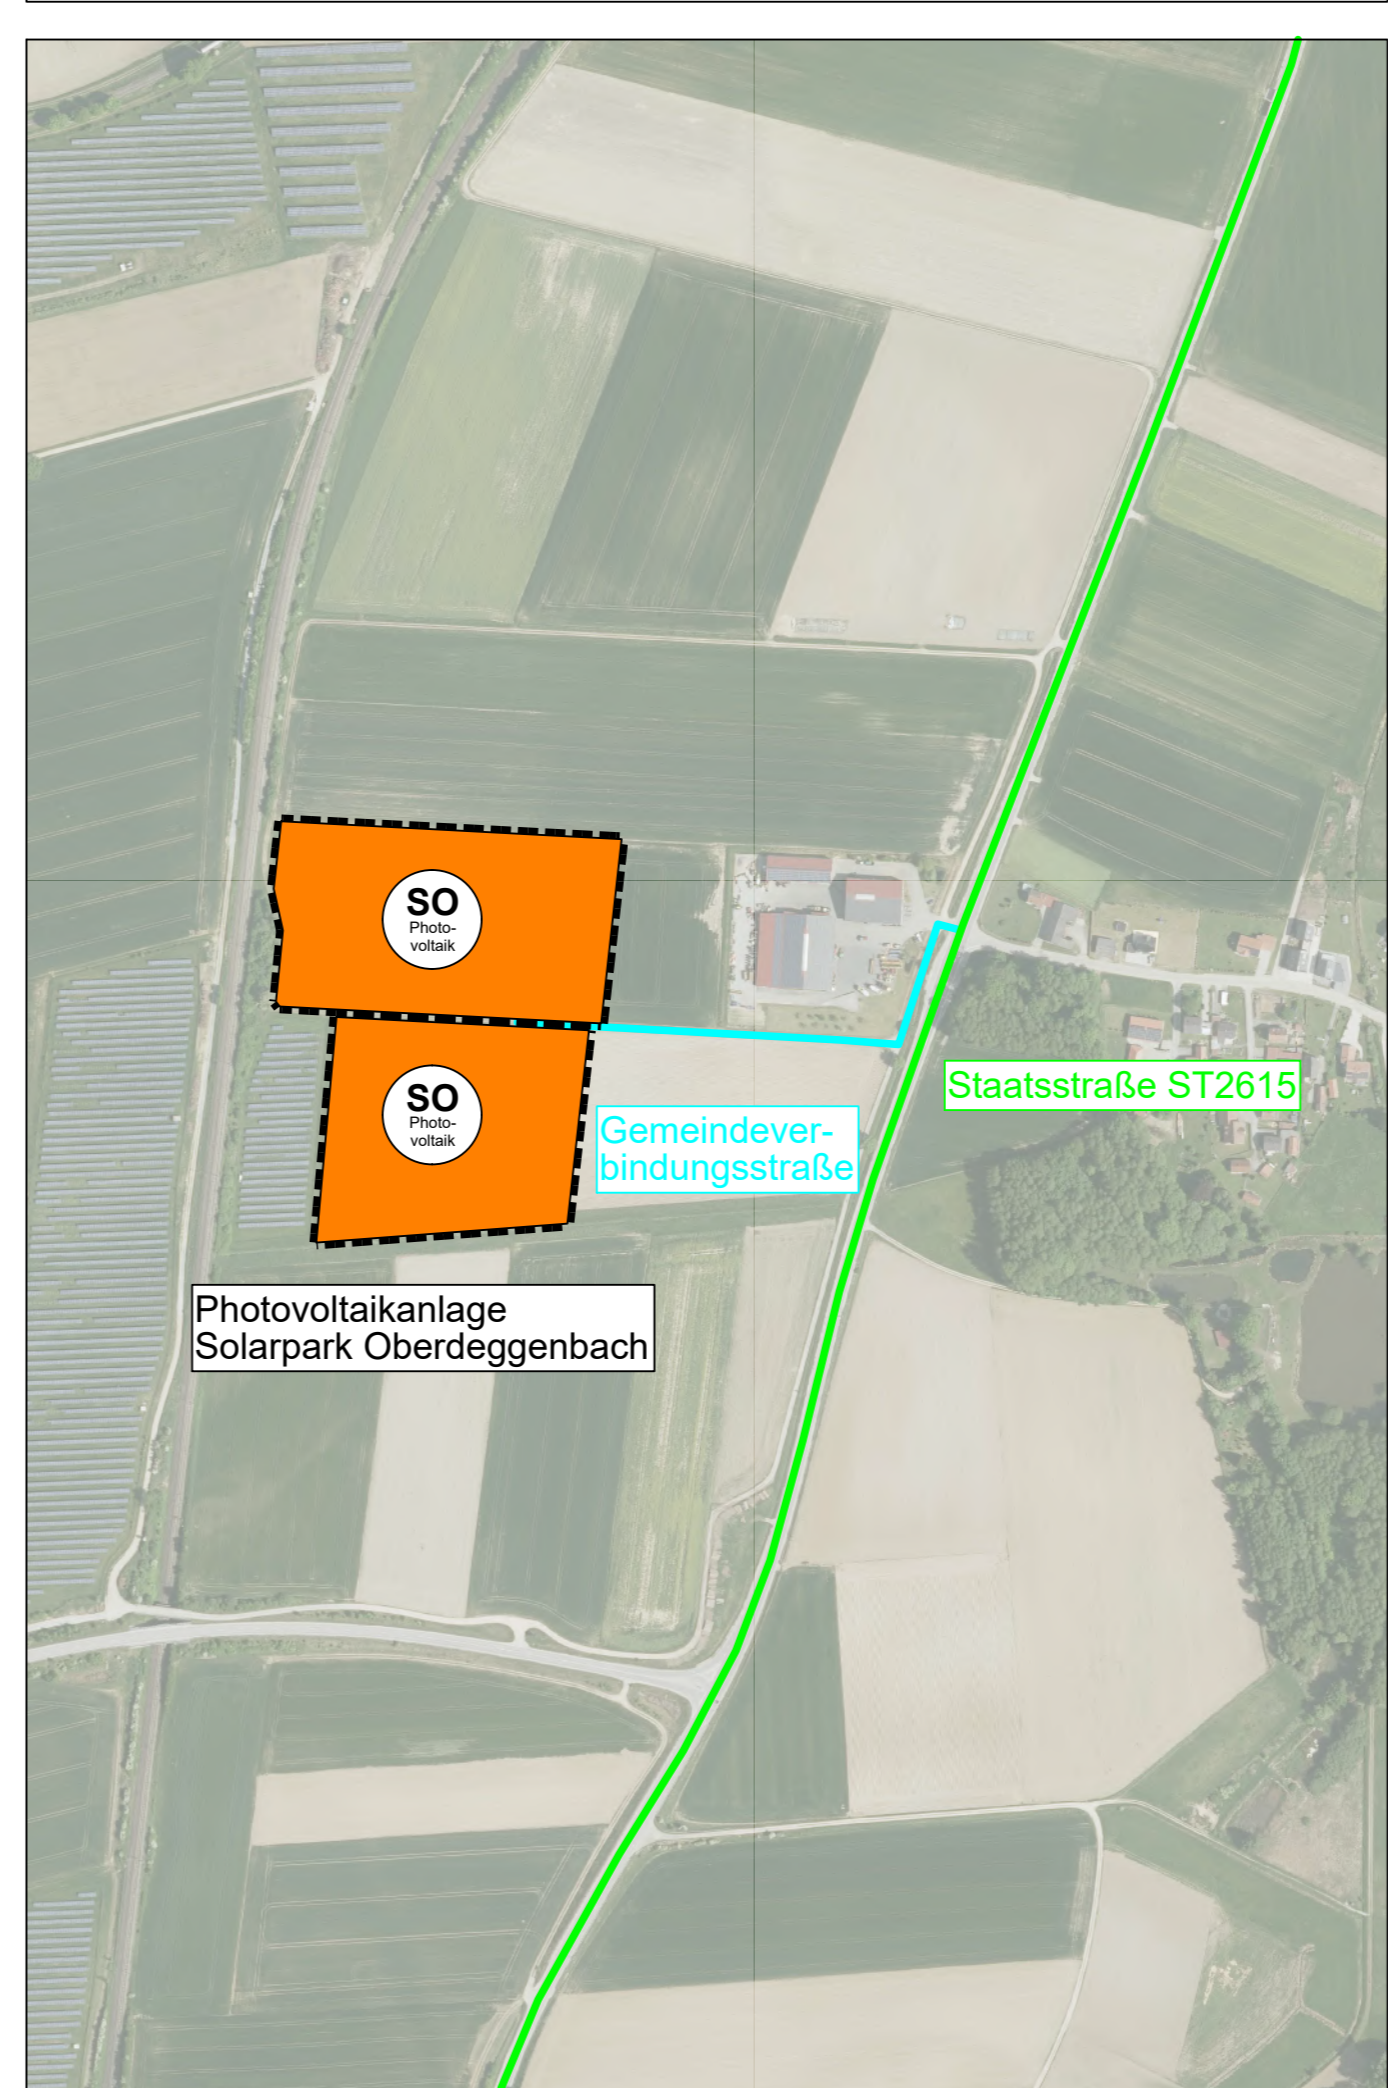 SO
Photo-
voltaik
SO
Photo-
voltaik
Staatsstraße ST2615
Gemeindever-
bindungsstraße
Photovoltaikanlage
Solarpark Oberdeggenbach